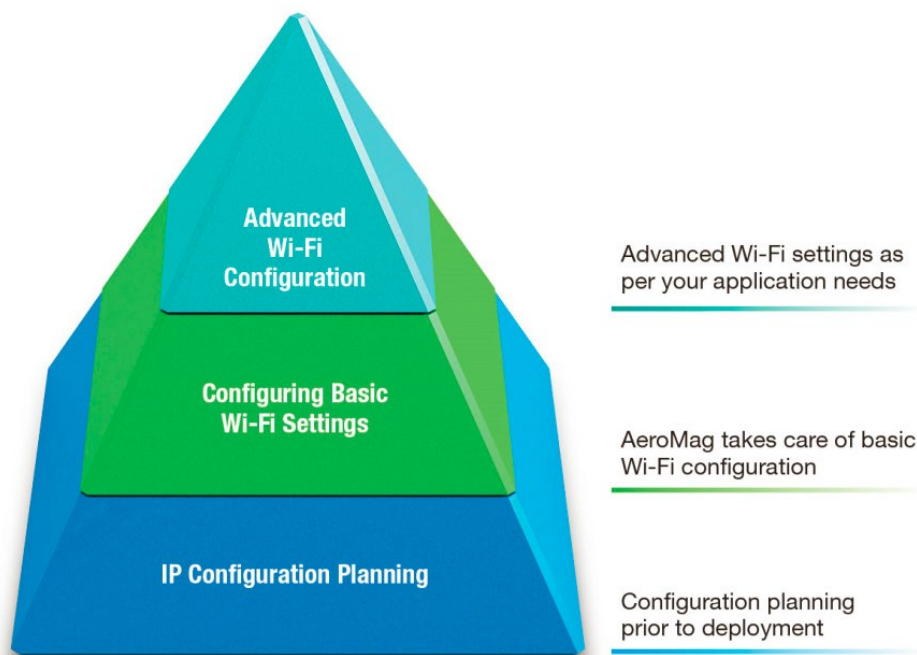 Advanced
Wi-Fi
Configuration
Advanced Wi-Fi settings as
per your application needs
Configuring Basic
Wi-Fi Settings
AeroMag takes care of basic
Wi-Fi configuration
IP Configuration Planning
Configuration planning
prior to deployment